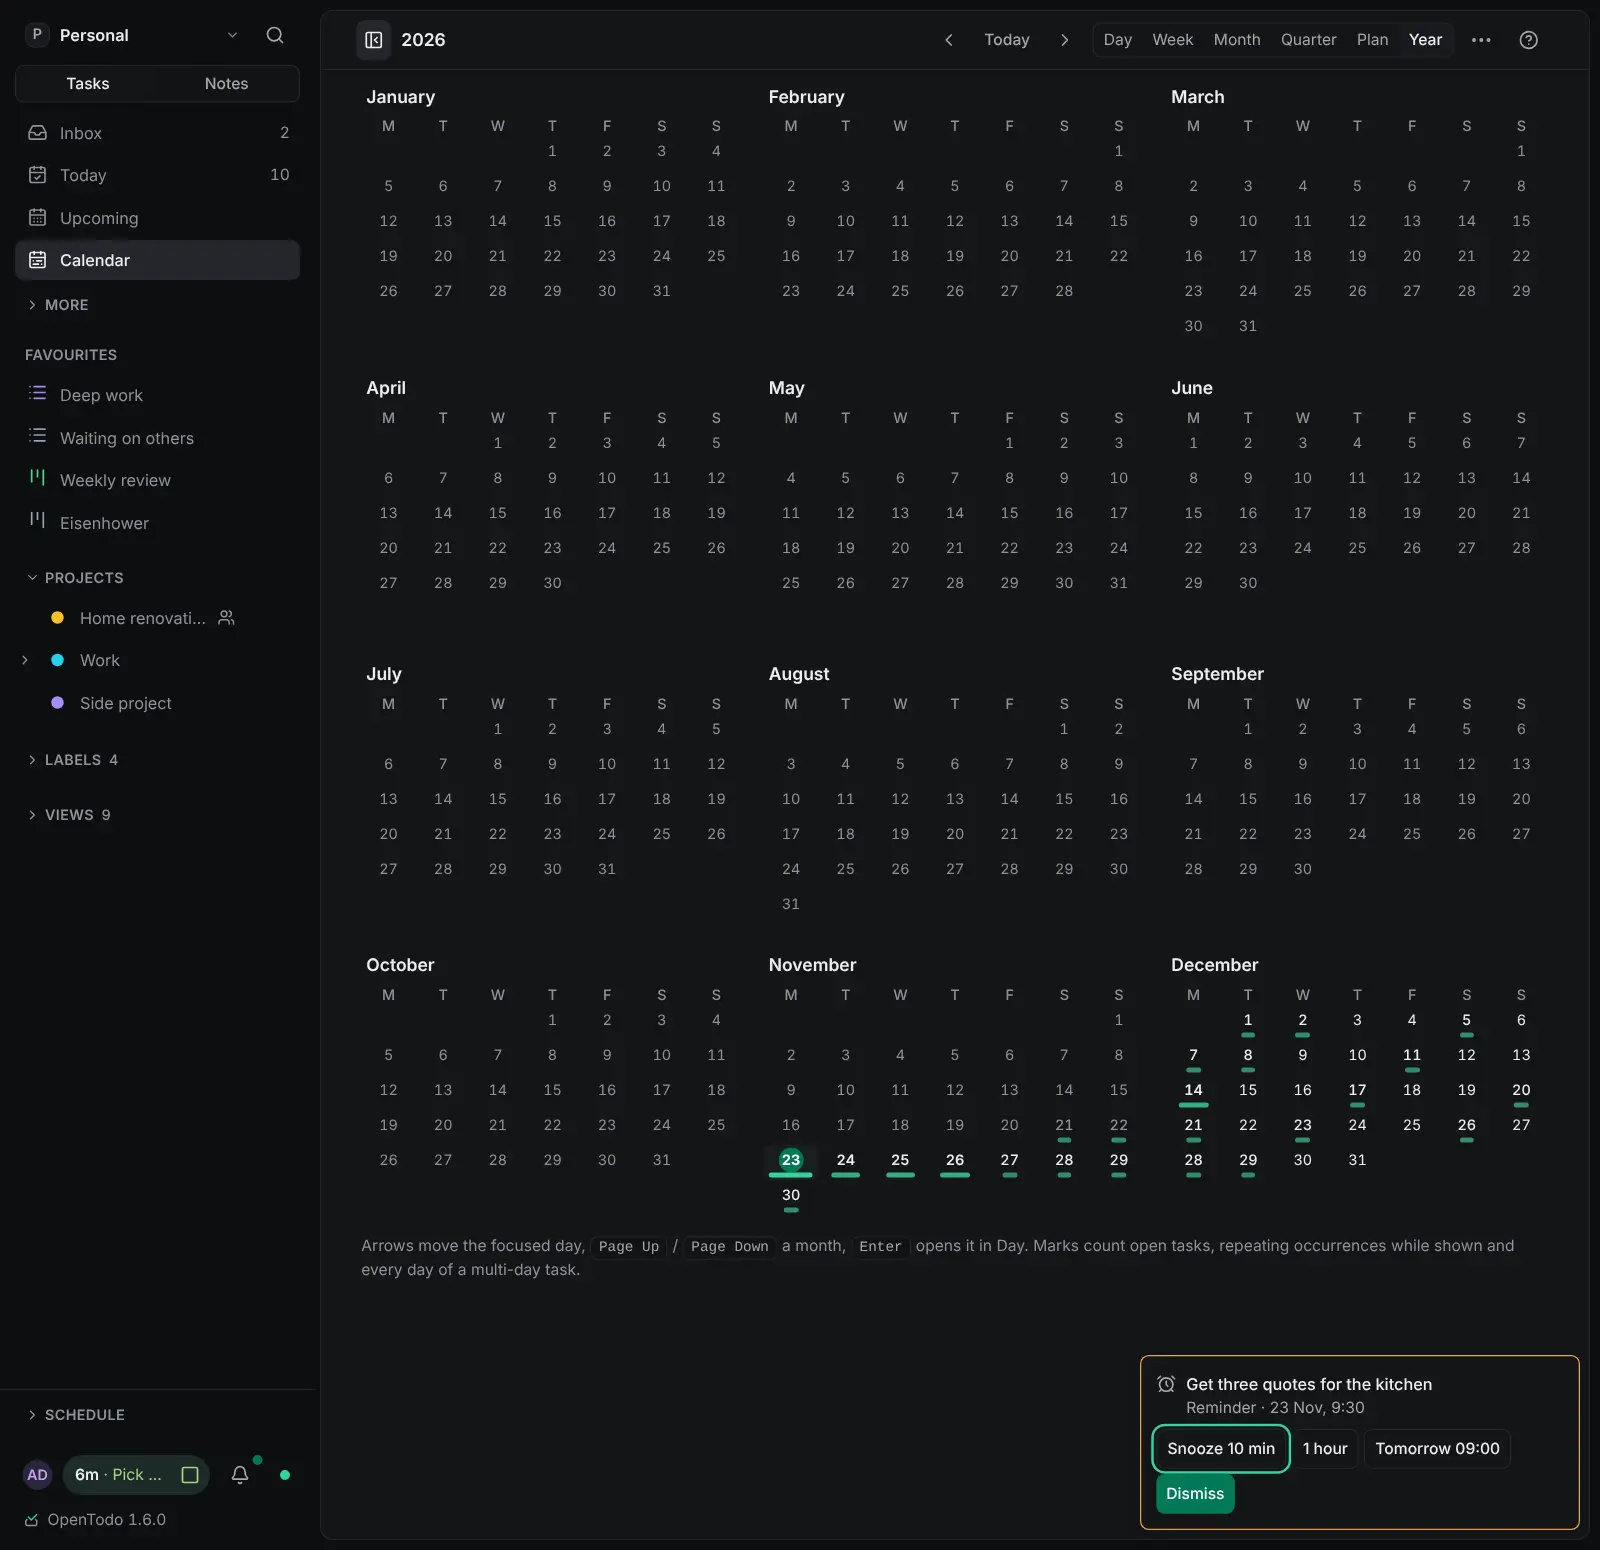 P Personal
Tasks Notes
Inbox 2
Today 10
Upcoming
Calendar
MORE
FAVOURITES
Deep work
Waiting on others
Weekly review
Eisenhower
PROJECTS
Home renovati...
Work
Side project
LABELS 4
VIEWS 9
SCHEDULE
AD 6m · Pick ...
OpenTodo 1.6.0
2026 Today Day Week Month Quarter Plan Year
January
M T W T F S S
1 2 3 4
5 6 7 8 9 10 11
12 13 14 15 16 17 18
19 20 21 22 23 24 25
26 27 28 29 30 31
February
M T W T F S S
1
2 3 4 5 6 7 8
9 10 11 12 13 14 15
16 17 18 19 20 21 22
23 24 25 26 27 28
March
M T W T F S S
1
2 3 4 5 6 7 8
9 10 11 12 13 14 15
16 17 18 19 20 21 22
23 24 25 26 27 28 29
30 31
April
M T W T F S S
1 2 3 4 5
6 7 8 9 10 11 12
13 14 15 16 17 18 19
20 21 22 23 24 25 26
27 28 29 30
May
M T W T F S S
1 2 3
4 5 6 7 8 9 10
11 12 13 14 15 16 17
18 19 20 21 22 23 24
25 26 27 28 29 30 31
June
M T W T F S S
1 2 3 4 5 6 7
8 9 10 11 12 13 14
15 16 17 18 19 20 21
22 23 24 25 26 27 28
29 30
July
M T W T F S S
1 2 3 4 5
6 7 8 9 10 11 12
13 14 15 16 17 18 19
20 21 22 23 24 25 26
27 28 29 30 31
August
M T W T F S S
1 2
3 4 5 6 7 8 9
10 11 12 13 14 15 16
17 18 19 20 21 22 23
24 25 26 27 28 29 30
31
September
M T W T F S S
1 2 3 4 5 6
7 8 9 10 11 12 13
14 15 16 17 18 19 20
21 22 23 24 25 26 27
28 29 30
October
M T W T F S S
1 2 3 4
5 6 7 8 9 10 11
12 13 14 15 16 17 18
19 20 21 22 23 24 25
26 27 28 29 30 31
November
M T W T F S S
1
2 3 4 5 6 7 8
9 10 11 12 13 14 15
16 17 18 19 20 21 22
23 24 25 26 27 28 29
30
December
M T W T F S S
1 2 3 4 5 6
7 8 9 10 11 12 13
14 15 16 17 18 19 20
21 22 23 24 25 26 27
28 29 30 31
Arrows move the focused day, Page Up / Page Down a month, Enter opens it in Day. Marks count open tasks, repeating occurrences while shown and
every day of a multi-day task.
Get three quotes for the kitchen
Reminder · 23 Nov, 9:30
Snooze 10 min 1 hour Tomorrow 09:00
Dismiss